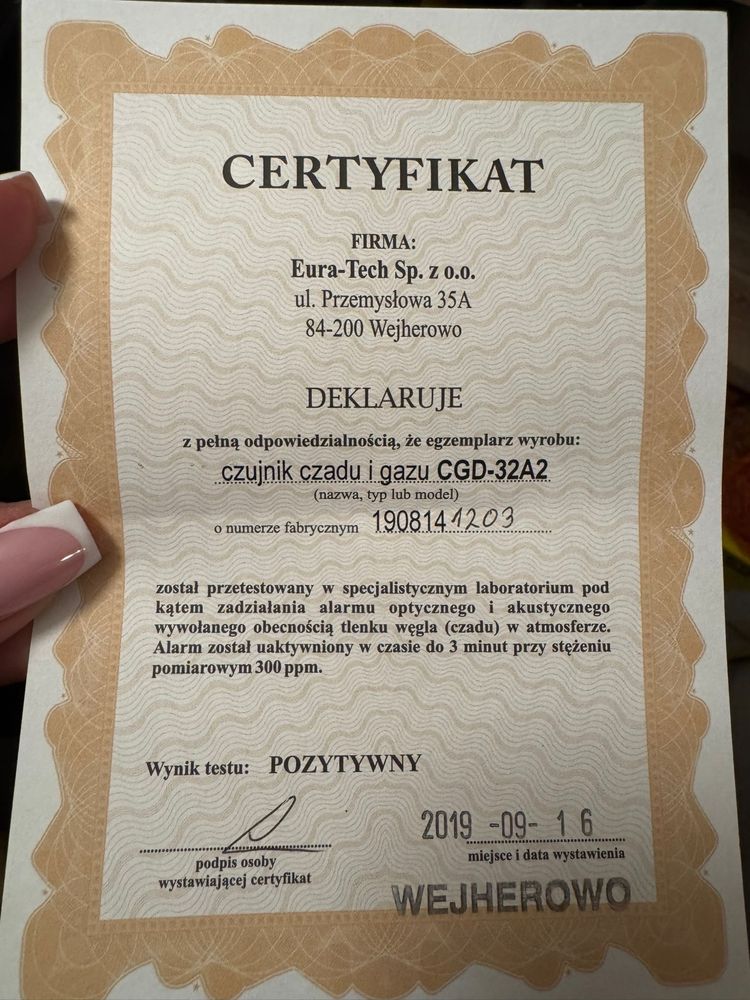 CERTYFIKAT
FIRMA:
Eura-Tech Sp. z o.o.
ul. Przemysłowa 35A
84-200 Wejherowo
DEKLARUJE
z pełną odpowiedzialnością, że egzemplarz wyrobu:
czujnik czadu i gazu CGD-32A2
(nazwa, typ lub model)
o numerze fabrycznym 1908141203
został przetestowany w specjalistycznym laboratorium pod
kątem zadziałania alarmu optycznego i akustycznego
wywołanego obecnością tlenku węgla (czadu) w atmosferze.
Alarm został uaktywniony w czasie do 3 minut przy stężeniu
pomiarowym 300 ppm.
Wynik testu: POZYTYWNY
2019 -09- 16
podpis osoby
wystawiającej certyfikat
miejsce i data wystawienia
WEJHEROWO